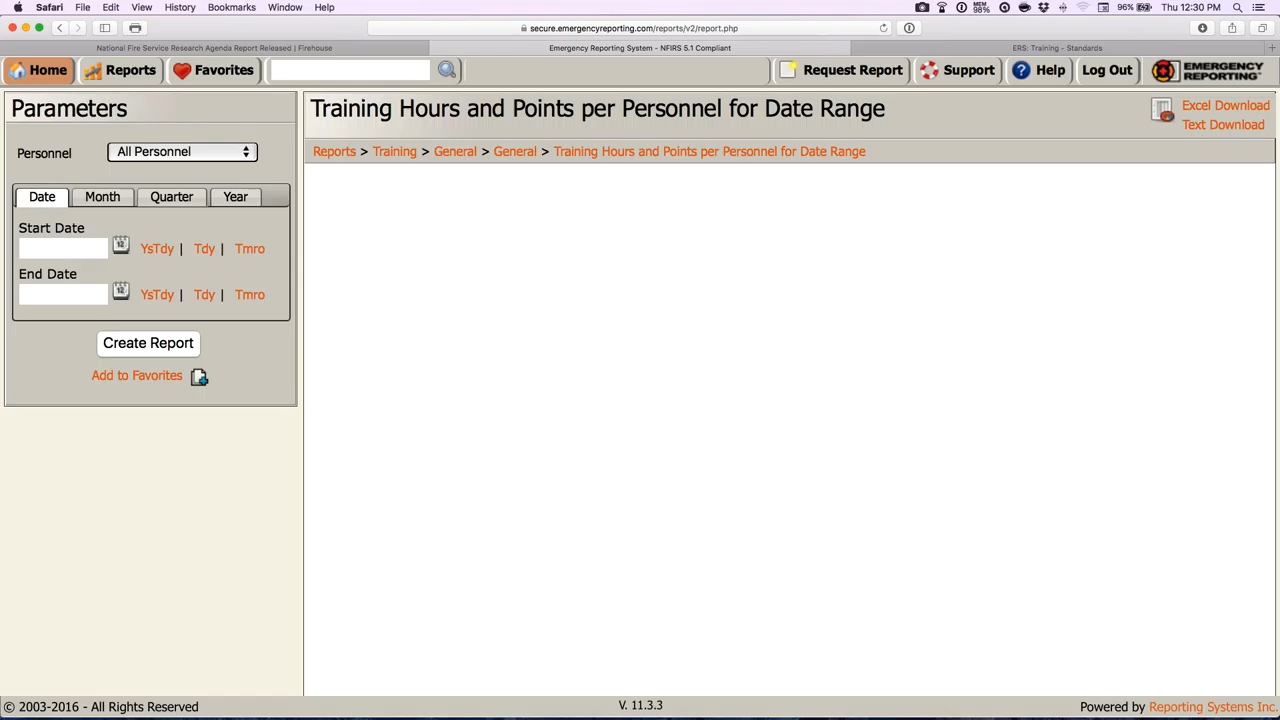 Safari File Edit View History Bookmarks Window Help MEM 98% 96% Thu 12:30 PM
secure.emergencyreporting.com/reports/v2/report.php
National Fire Service Research Agenda Report Released | Firehouse Emergency Reporting System - NFIRS 5.1 Compliant ERS: Training - Standards
Home Reports Favorites Request Report Support Help Log Out EMERGENCY REPORTING
Parameters
Personnel All Personnel
Date Month Quarter Year
Start Date
12 YsTdy | Tdy | Tmro
End Date
12 YsTdy | Tdy | Tmro
Create Report
Add to Favorites
Training Hours and Points per Personnel for Date Range
Excel Download
Text Download
Reports > Training > General > General > Training Hours and Points per Personnel for Date Range
© 2003-2016 - All Rights Reserved V. 11.3.3 Powered by Reporting Systems Inc.